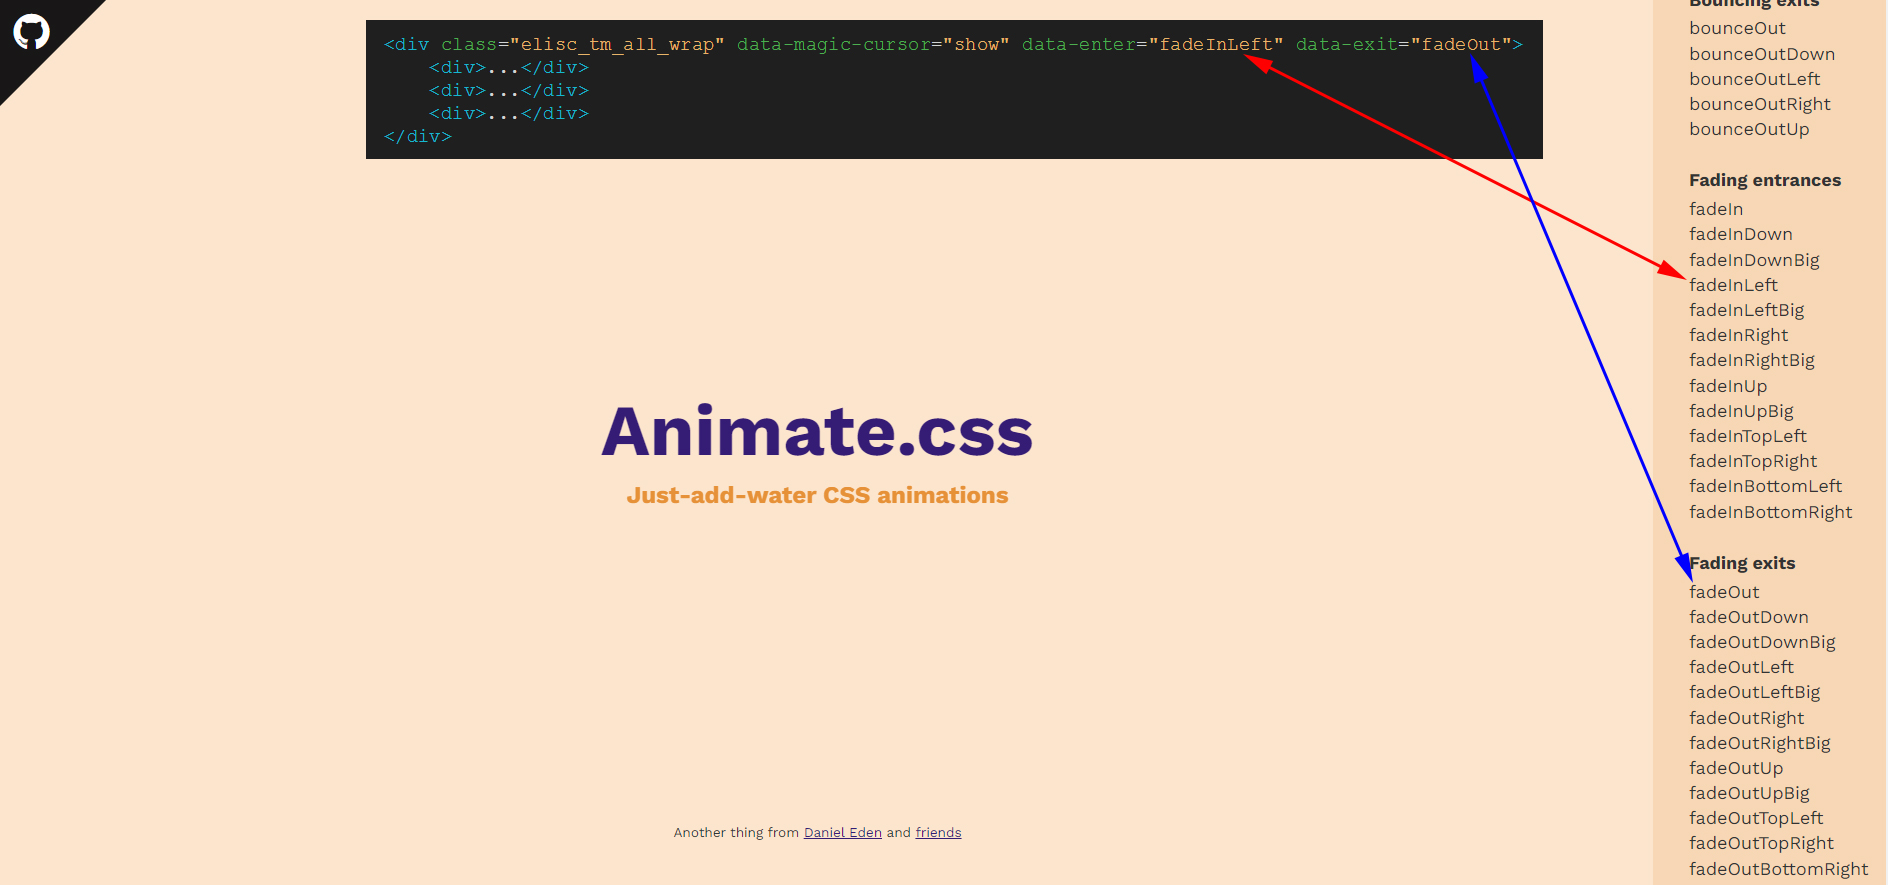 <div class="elisc_tm_all_wrap" data-magic-cursor="show" data-enter="fadeInLeft" data-exit="fadeOut">
<div>...</div>
<div>...</div>
<div>...</div>
</div>
Animate.css
Just-add-water CSS animations
Another thing from Daniel Eden and friends
Bouncing exits
bounceOut
bounceOutDown
bounceOutLeft
bounceOutRight
bounceOutUp
Fading entrances
fadeIn
fadeInDown
fadeInDownBig
fadeInLeft
fadeInLeftBig
fadeInRight
fadeInRightBig
fadeInUp
fadeInUpBig
fadeInTopLeft
fadeInTopRight
fadeInBottomLeft
fadeInBottomRight
Fading exits
fadeOut
fadeOutDown
fadeOutDownBig
fadeOutLeft
fadeOutLeftBig
fadeOutRight
fadeOutRightBig
fadeOutUp
fadeOutUpBig
fadeOutTopLeft
fadeOutTopRight
fadeOutBottomRight